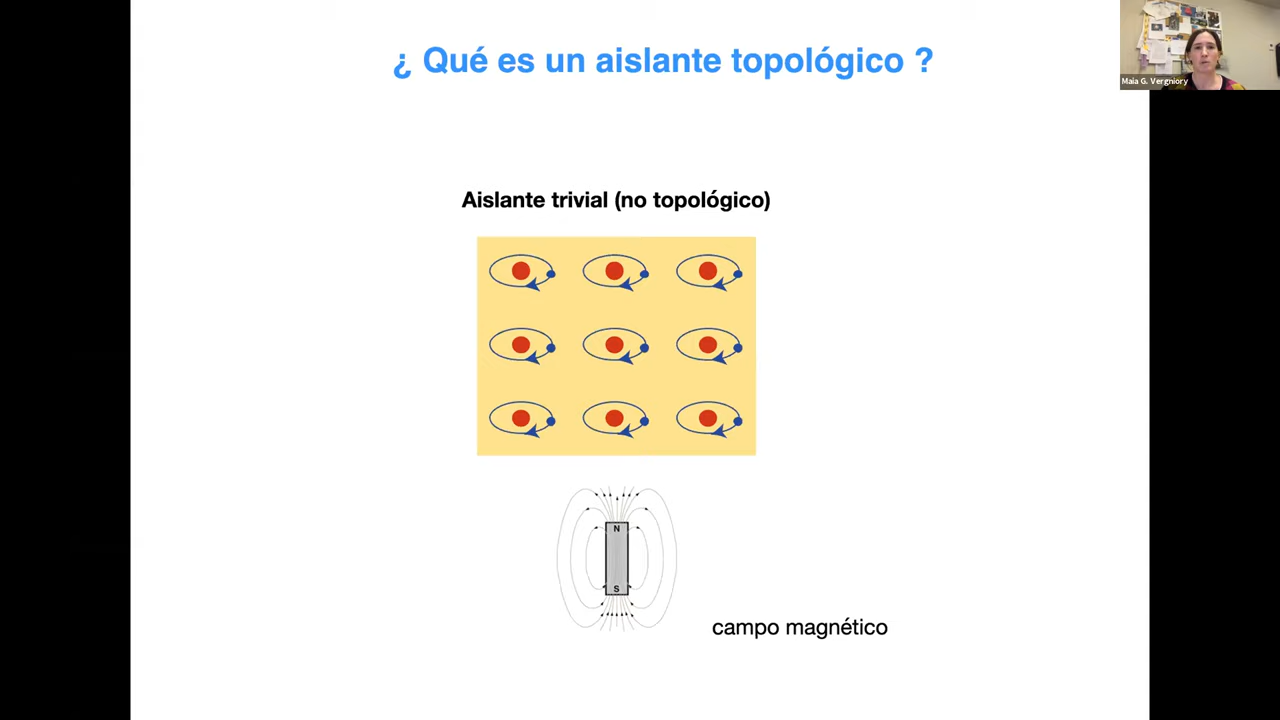 ¿ Qué es un aislante topológico ?
Maia G. Vergniory
Aislante trivial (no topológico)
N
S
campo magnético